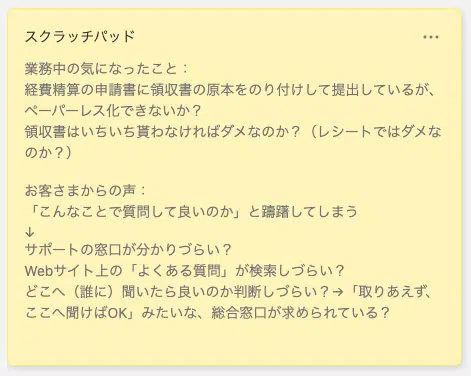 スクラッチパッド
業務中の気になったこと：
経費精算の申請書に領収書の原本をのり付けして提出しているが、
ペーパーレス化できないか？
領収書はいちいち貰わなければダメなのか？（レシートではダメな
のか？）
お客さまからの声：
「こんなことで質問して良いのか」と躊躇してしまう
↓
サポートの窓口が分かりづらい？
Webサイト上の「よくある質問」が検索しづらい？
どこへ（誰に）聞いたら良いのか判断しづらい？→「取りあえず、
ここへ聞けばOK」みたいな、総合窓口が求められている？